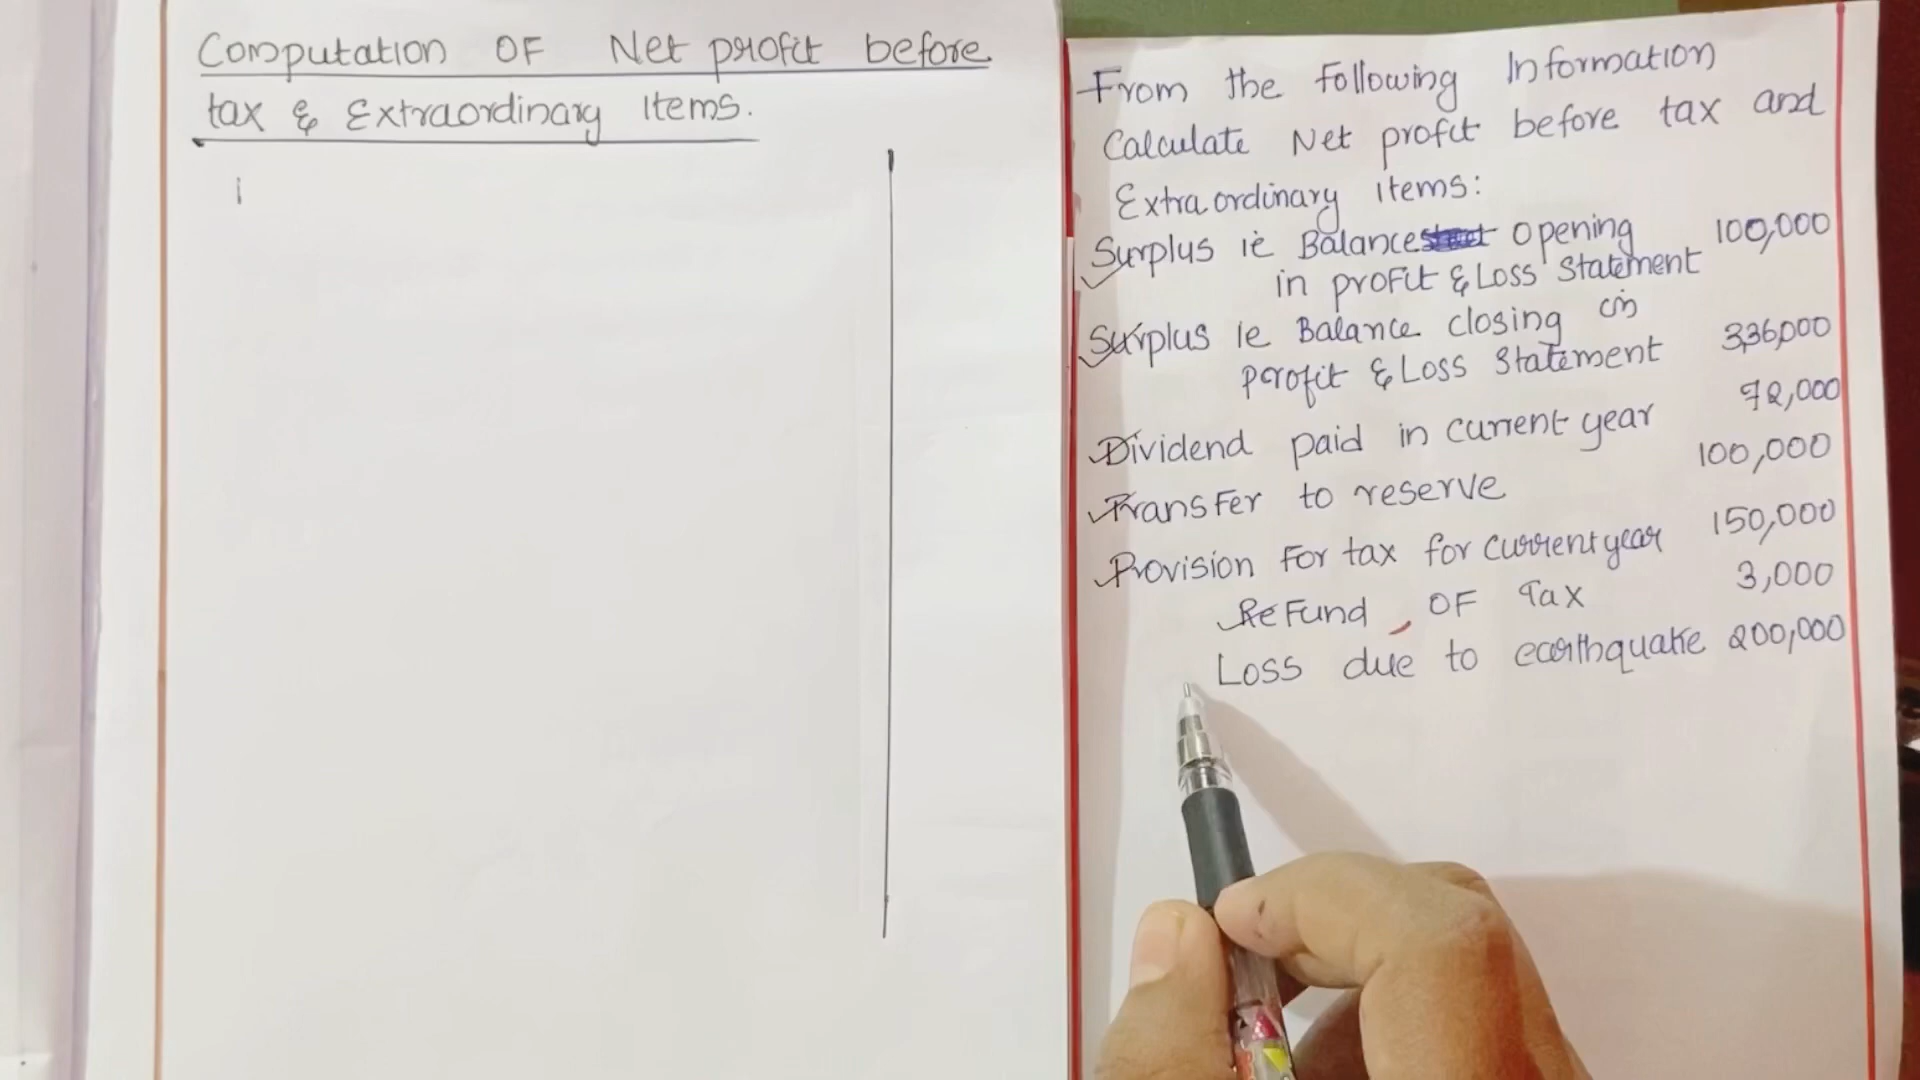 Computation OF Net profit before
tax & Extraordinary Items.
From the Following Information
Calculate Net profit before tax and
Extraordinary items:
Surplus ie Balance Opening 100,000
in profit & Loss Statement
Surplus ie Balance closing in
profit & Loss Statement 336,000
Dividend paid in current year 72,000
Transfer to reserve 100,000
Provision For tax for current year 150,000
Refund OF Tax 3,000
Loss due to earthquake 200,000